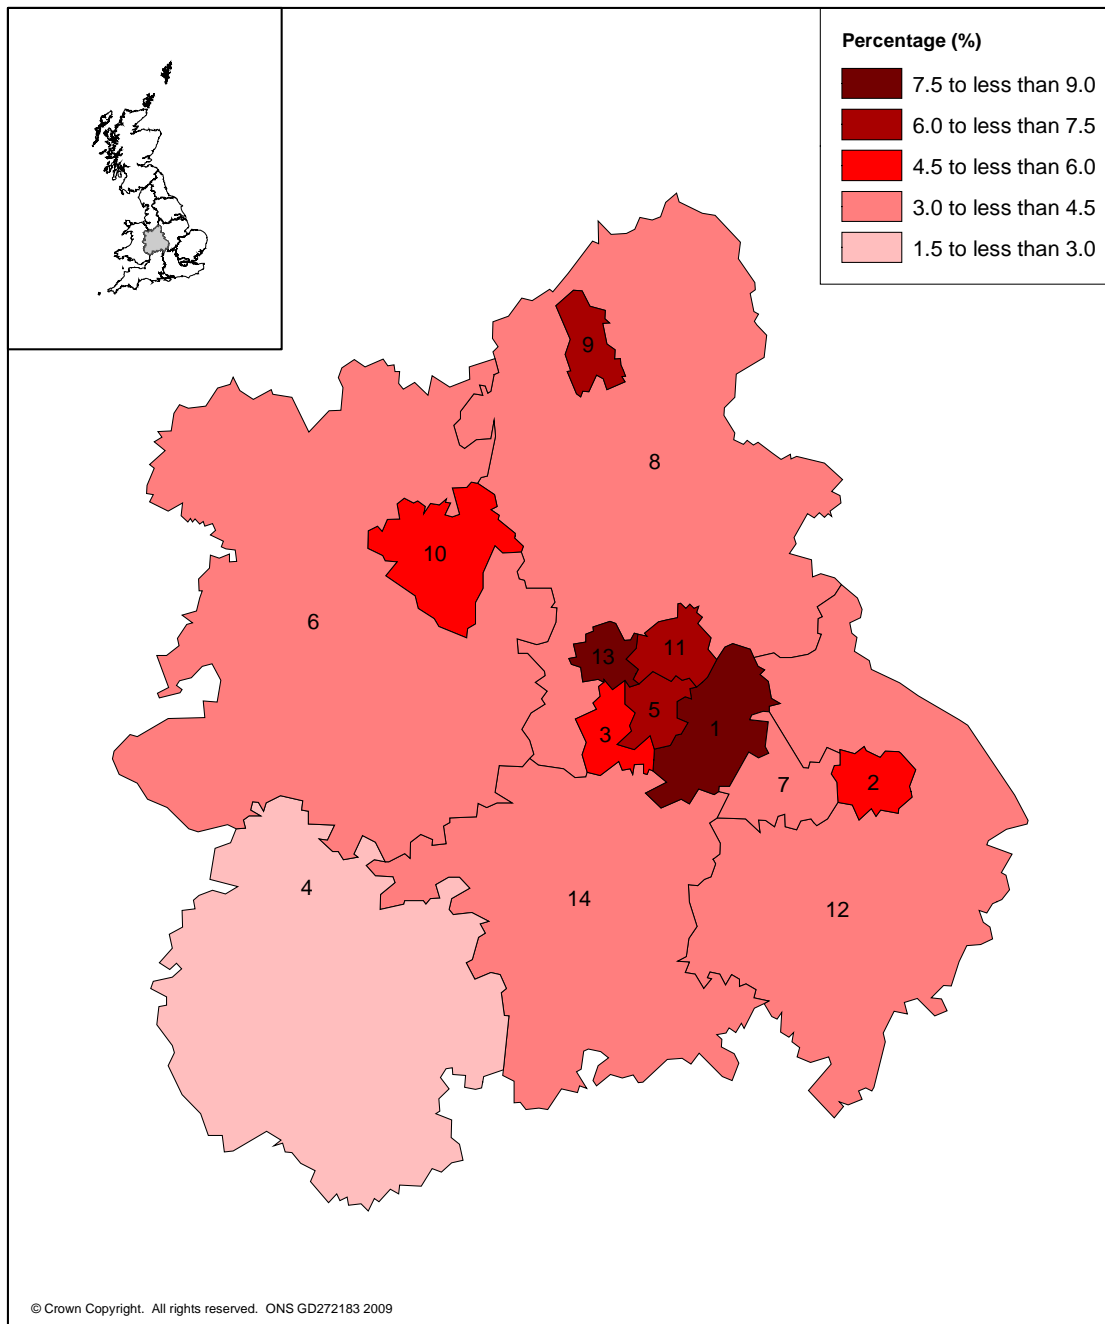 Percentage (%)
7.5 to less than 9.0
6.0 to less than 7.5
4.5 to less than 6.0
3.0 to less than 4.5
1.5 to less than 3.0
9
8
10
6
13
11
5
1
3
7
2
4
14
12
© Crown Copyright. All rights reserved. ONS GD272183 2009